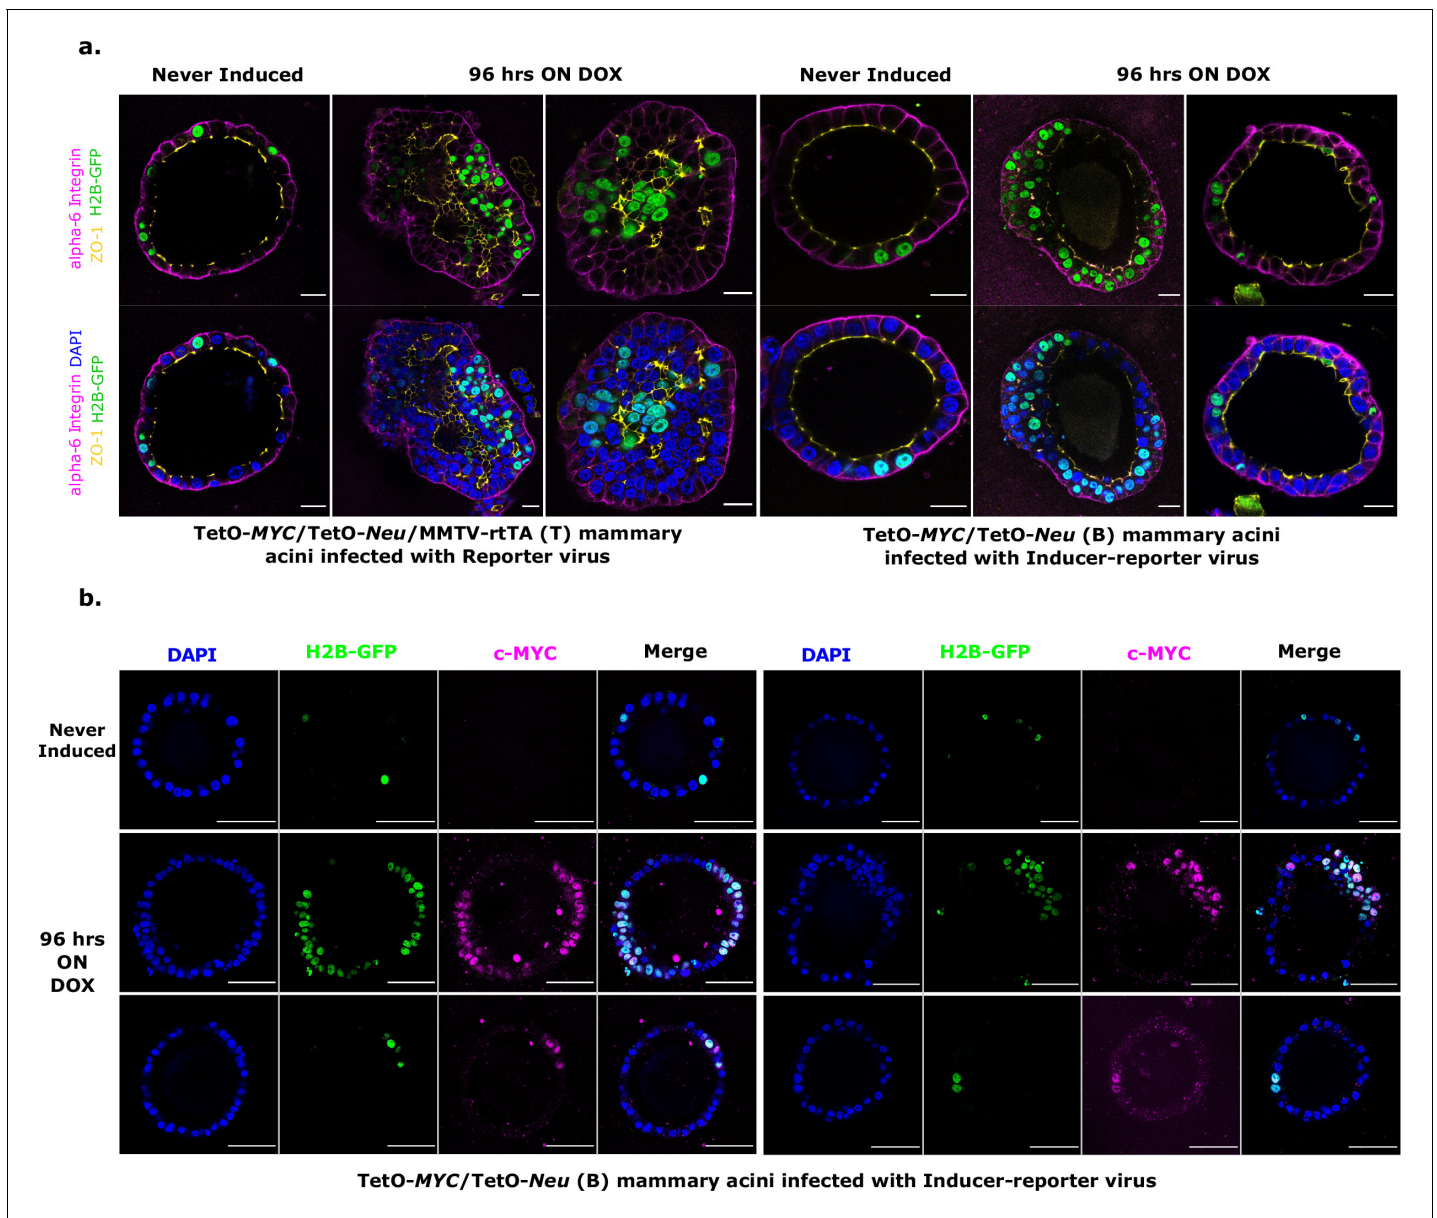 a.
Never Induced 96 hrs ON DOX Never Induced 96 hrs ON DOX
alpha-6 Integrin
ZO-1 H2B-GFP
alpha-6 Integrin DAPI
ZO-1 H2B-GFP
TetO-MYC/TetO-Neu/MMTV-rtTA (T) mammary
acini infected with Reporter virus
TetO-MYC/TetO-Neu (B) mammary acini
infected with Inducer-reporter virus
b.
DAPI H2B-GFP c-MYC Merge DAPI H2B-GFP c-MYC Merge
Never
Induced
96 hrs
ON
DOX
TetO-MYC/TetO-Neu (B) mammary acini infected with Inducer-reporter virus